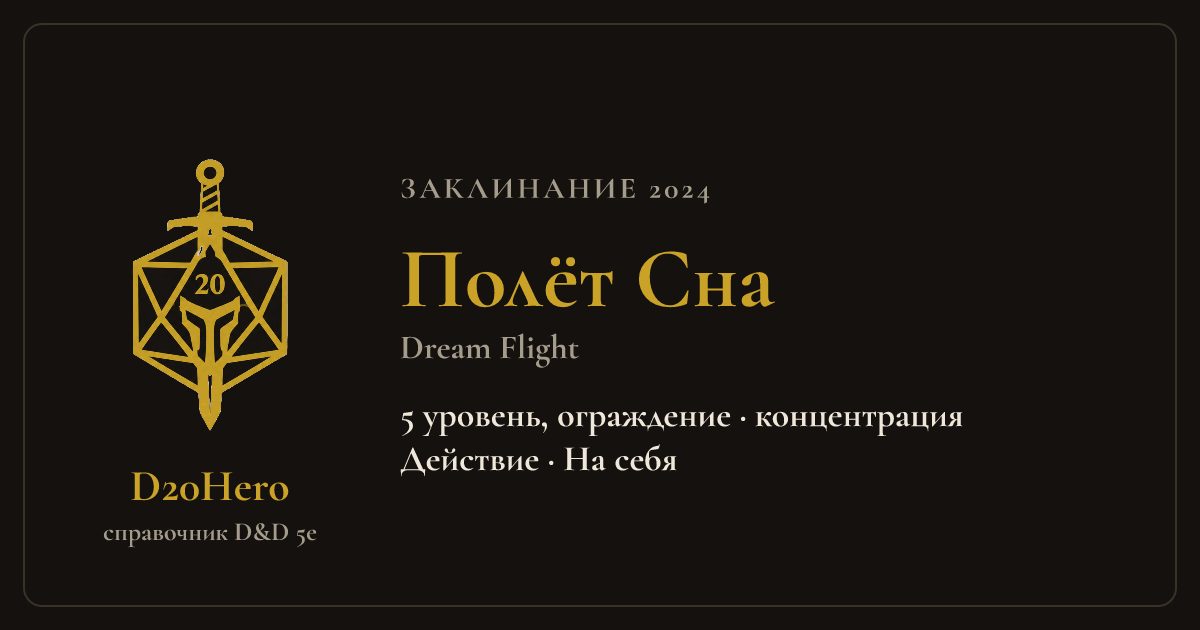 20
D20Hero
справочник D&D 5e
ЗАКЛИНАНИЕ 2024
Полёт Сна
Dream Flight
5 уровень, ограждение · концентрация
Действие · На себя